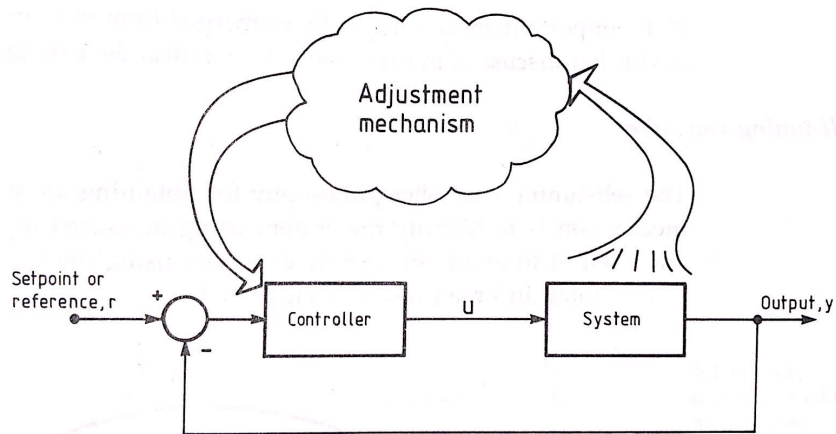 Adjustment
mechanism
Setpoint or
reference, r
+
-
Controller
u
System
Output, y